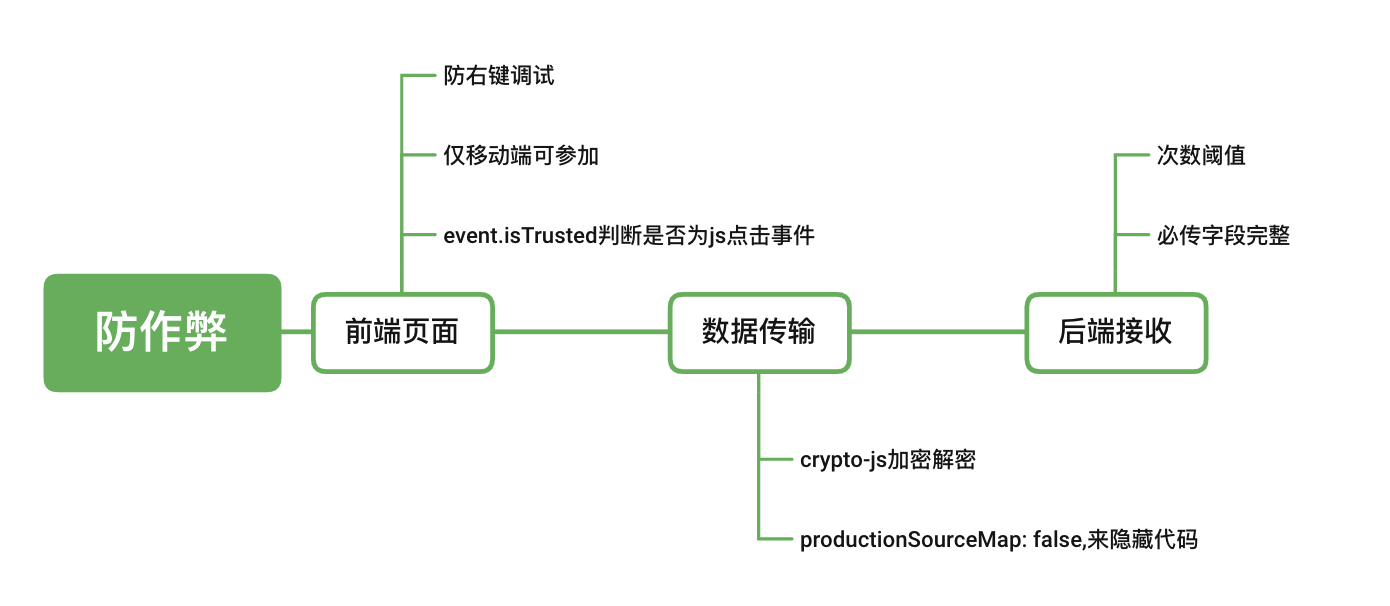 防右键调试
仅移动端可参加
event.isTrusted判断是否为js点击事件
次数阈值
必传字段完整
防作弊
前端页面
数据传输
后端接收
crypto-js加密解密
productionSourceMap: false,来隐藏代码